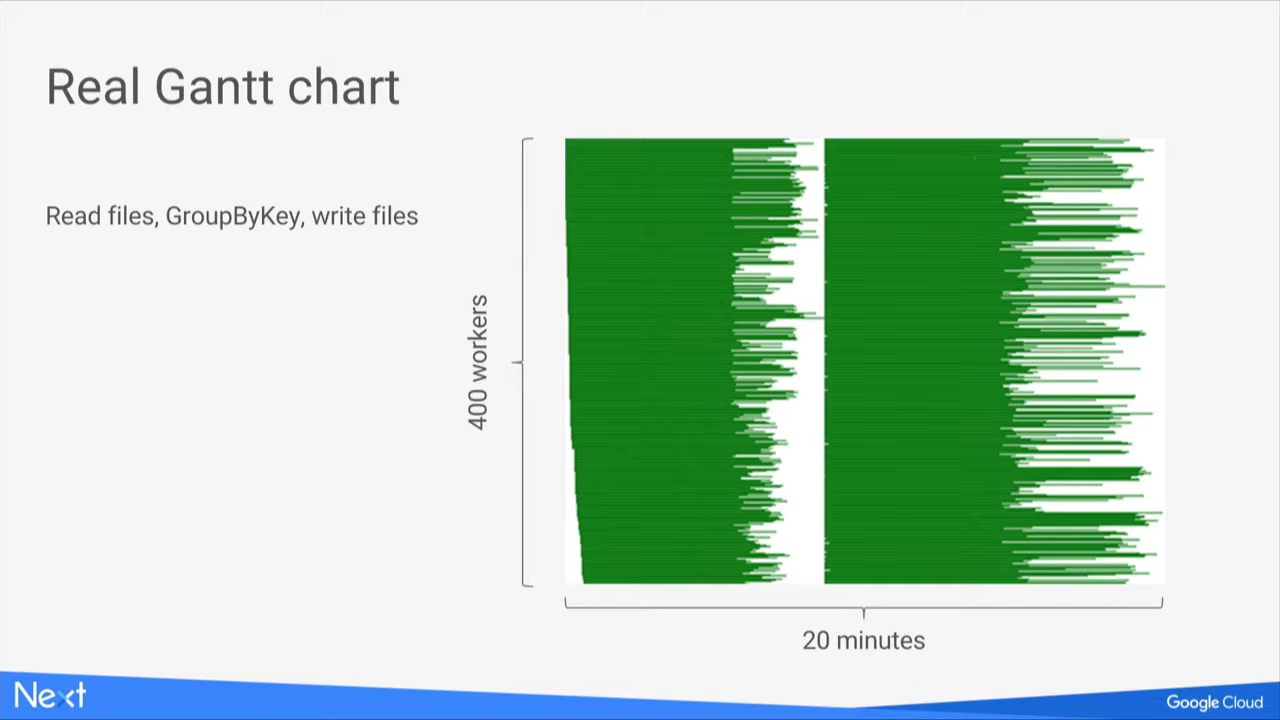 Real Gantt chart
Read files, GroupByKey, write files
400 workers
20 minutes
Next
Google Cloud